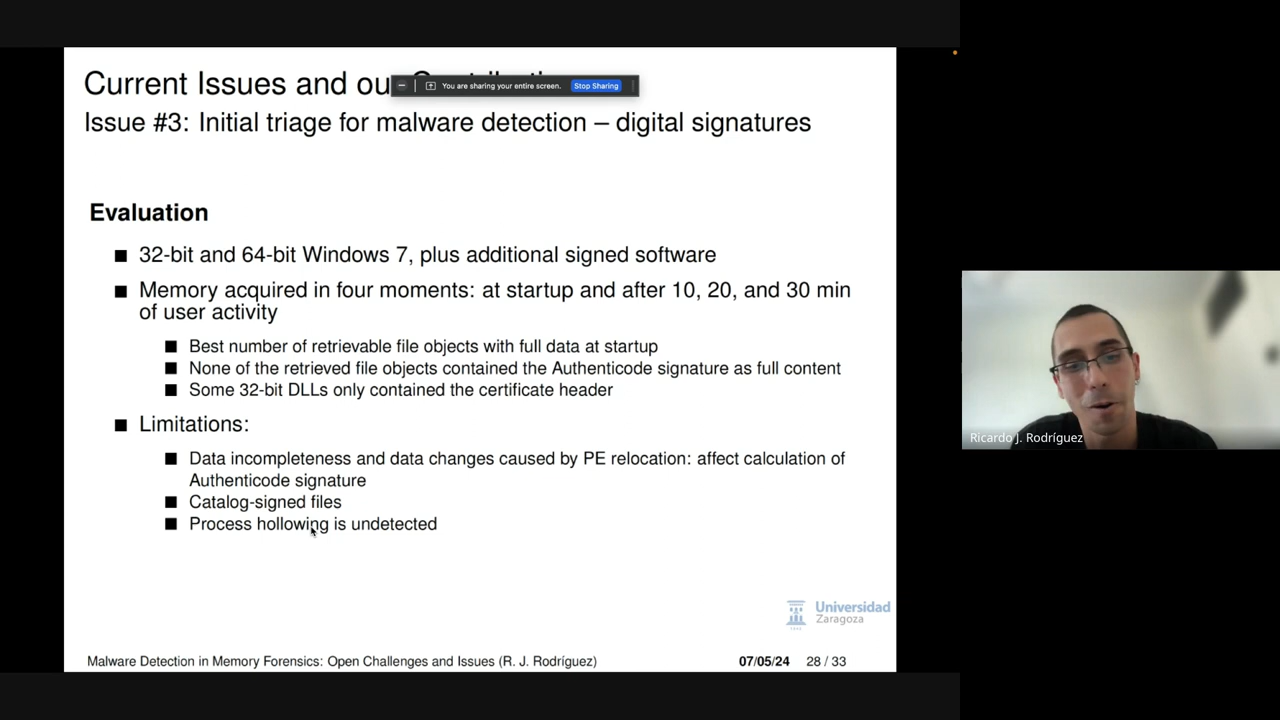 Current Issues and ou
You are sharing your entire screen. Stop Sharing
Issue #3: Initial triage for malware detection – digital signatures
Evaluation
32-bit and 64-bit Windows 7, plus additional signed software
Memory acquired in four moments: at startup and after 10, 20, and 30 min
of user activity
Best number of retrievable file objects with full data at startup
None of the retrieved file objects contained the Authenticode signature as full content
Some 32-bit DLLs only contained the certificate header
Limitations:
Data incompleteness and data changes caused by PE relocation: affect calculation of
Authenticode signature
Catalog-signed files
Process hollowing is undetected
Ricardo J. Rodríguez
Universidad
Zaragoza
Malware Detection in Memory Forensics: Open Challenges and Issues (R. J. Rodríguez) 07/05/24 28 / 33